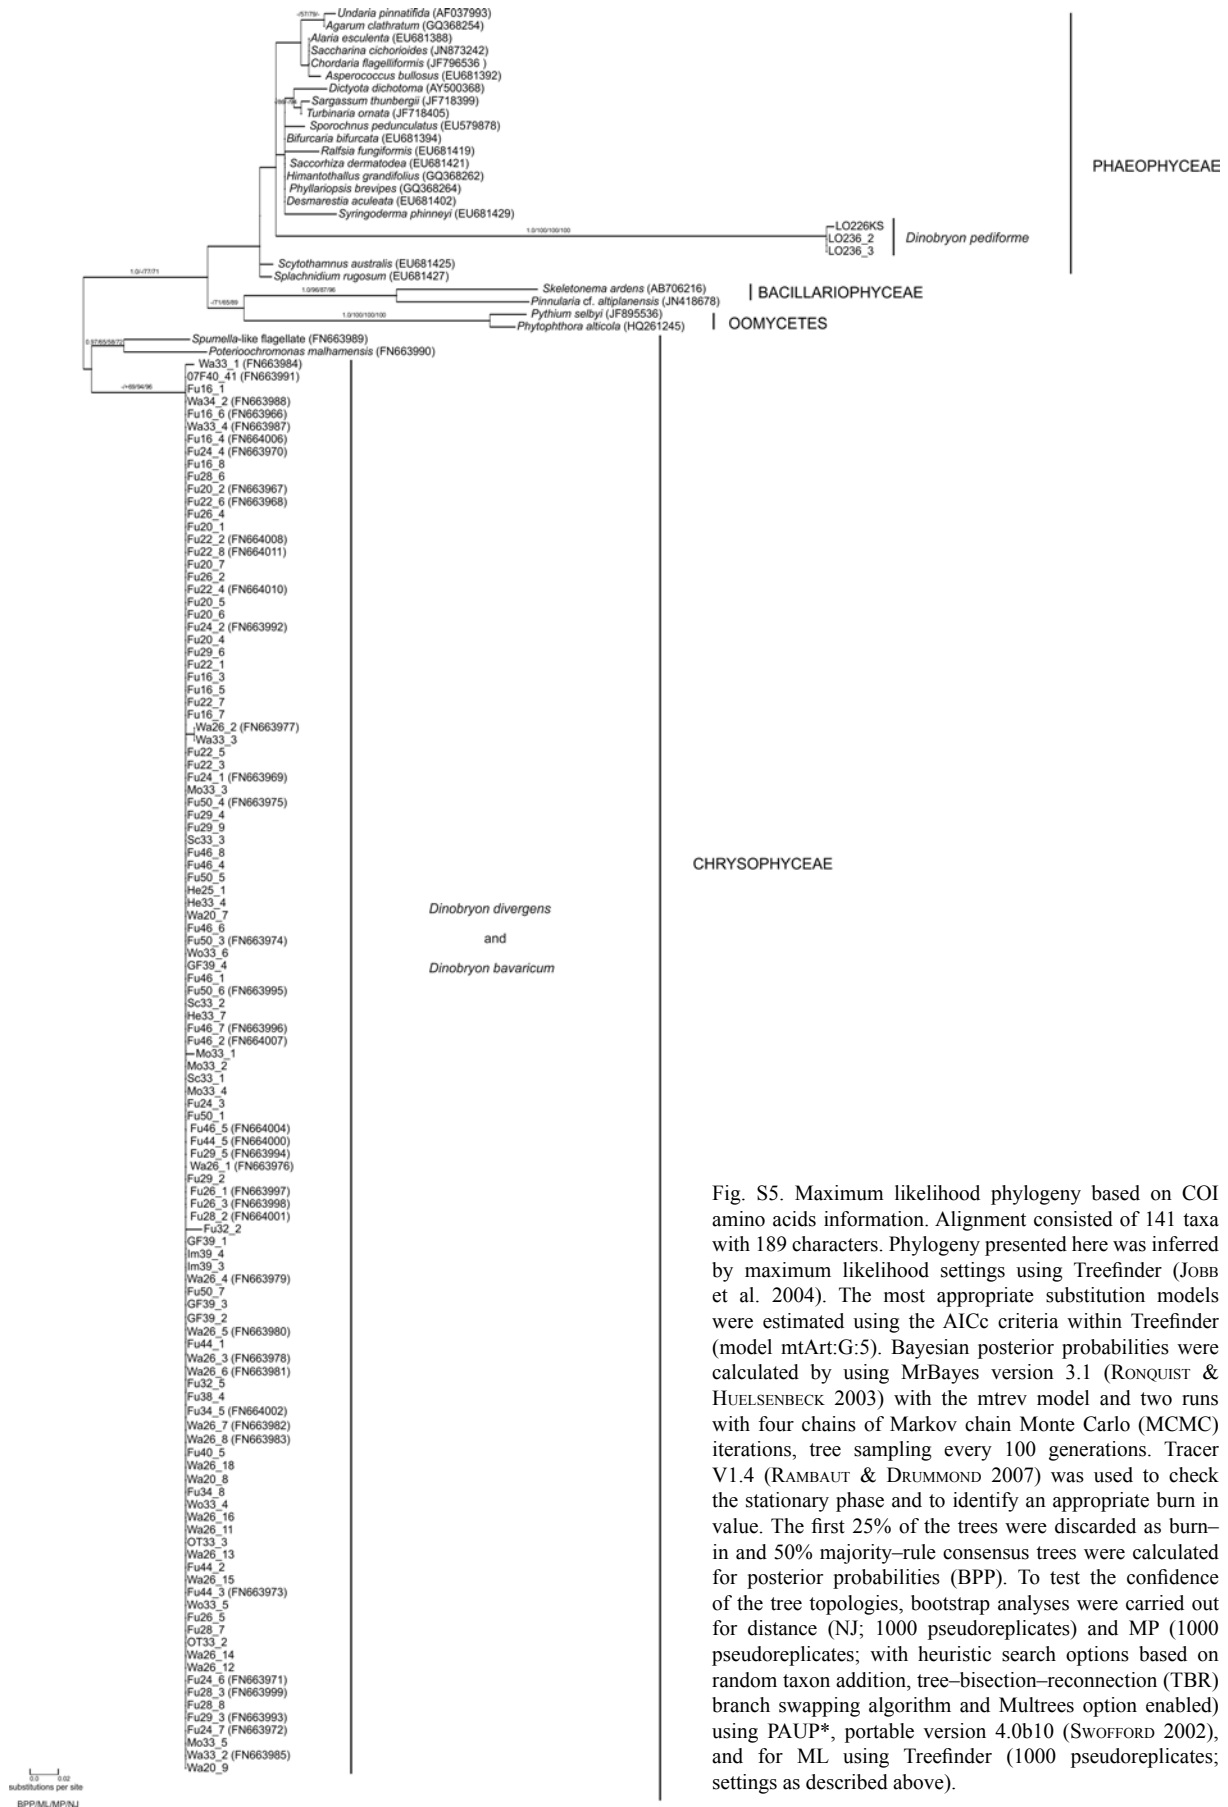 -/57/79/-
Undaria pinnatifida (AF037993)
Agarum clathratum (GQ368254)
Alaria esculenta (EU681388)
Saccharina cichorioides (JN873242)
Chordaria flagelliformis (JF796536 )
Asperococcus bullosus (EU681392)
Dictyota dichotoma (AY500368)
Sargassum thunbergii (JF718399)
Turbinaria ornata (JF718405)
Sporochnus pedunculatus (EU579878)
Bifurcaria bifurcata (EU681394)
Ralfsia fungiformis (EU681419)
Saccorhiza dermatodea (EU681421)
Himantothallus grandifolius (GQ368262)
Phyllariopsis brevipes (GQ368264)
Desmarestia aculeata (EU681402)
Syringoderma phinneyi (EU681429)
PHAEOPHYCEAE
1.0/100/100/100
LO226KS
LO236_2
LO236_3
Dinobryon pediforme
Scytothamnus australis (EU681425)
Splachnidium rugosum (EU681427)
1.0/-/77/71
1.0/96/87/96
Skeletonema ardens (AB706216)
Pinnularia cf. altiplanensis (JN418678)
BACILLARIOPHYCEAE
-/71/65/89
1.0/100/100/100
Pythium selbyi (JF895536)
Phytophthora alticola (HQ261245)
OOMYCETES
Spumella-like flagellate (FN663989)
Poterioochromonas malhamensis (FN663990)
Wa33_1 (FN663984)
07F40_41 (FN663991)
Fu16_1
Wa34_2 (FN663988)
Fu16_6 (FN663966)
Wa33_4 (FN663987)
Fu16_4 (FN664006)
Fu24_4 (FN663970)
Fu16_8
Fu28_6
Fu20_2 (FN663967)
Fu22_6 (FN663968)
Fu26_4
Fu20_1
Fu22_2 (FN664008)
Fu22_8 (FN664011)
Fu20_7
Fu26_2
Fu22_4 (FN664010)
Fu20_5
Fu20_6
Fu24_2 (FN663992)
Fu20_4
Fu29_6
Fu22_1
Fu16_3
Fu16_5
Fu22_7
Fu16_7
Wa26_2 (FN663977)
Wa33_3
Fu22_5
Fu22_3
Fu24_1 (FN663969)
Mo33_3
Fu50_4 (FN663975)
Fu29_4
Fu29_9
Sc33_3
Fu46_8
Fu46_4
Fu50_5
He25_1
He33_4
Wa20_7
Fu46_6
Fu50_3 (FN663974)
Wo33_6
GF39_4
Fu46_1
Fu50_6 (FN663995)
Sc33_2
He33_7
Fu46_7 (FN663996)
Fu46_2 (FN664007)
Mo33_1
Mo33_2
Sc33_1
Mo33_4
Fu24_3
Fu50_1
Fu46_5 (FN664004)
Fu44_5 (FN664000)
Fu29_5 (FN663994)
Wa26_1 (FN663976)
Fu29_2
Fu26_1 (FN663997)
Fu26_3 (FN663998)
Fu28_2 (FN664001)
Fu32_2
GF39_1
Im39_4
Im39_3
Wa26_4 (FN663979)
Fu50_7
GF39_3
GF39_2
Wa26_5 (FN663980)
Fu44_1
Wa26_3 (FN663978)
Wa26_6 (FN663981)
Fu32_5
Fu38_4
Fu34_5 (FN664002)
Wa26_7 (FN663982)
Wa26_8 (FN663983)
Fu40_5
Wa26_18
Wa20_8
Fu34_8
Wo33_4
Wa26_16
Wa26_11
OT33_3
Wa26_13
Fu44_2
Wa26_15
Fu44_3 (FN663973)
Wo33_5
Fu26_5
Fu28_7
OT33_2
Wa26_14
Wa26_12
Fu24_6 (FN663971)
Fu28_3 (FN663999)
Fu28_8
Fu29_3 (FN663993)
Fu24_7 (FN663972)
Mo33_5
Wa33_2 (FN663985)
Wa20_9
Dinobryon divergens
and
Dinobryon bavaricum
CHRYSOPHYCEAE
0.0 0.02
substitutions per site
BPP/ML/MP/NJ
Fig. S5. Maximum likelihood phylogeny based on COI
amino acids information. Alignment consisted of 141 taxa
with 189 characters. Phylogeny presented here was inferred
by maximum likelihood settings using Treefinder (JOBB
et al. 2004). The most appropriate substitution models
were estimated using the AICc criteria within Treefinder
(model mtArt:G:5). Bayesian posterior probabilities were
calculated by using MrBayes version 3.1 (RONQUIST &
HUELSENBECK 2003) with the mtrev model and two runs
with four chains of Markov chain Monte Carlo (MCMC)
iterations, tree sampling every 100 generations. Tracer
V1.4 (RAMBAUT & DRUMMOND 2007) was used to check
the stationary phase and to identify an appropriate burn in
value. The first 25% of the trees were discarded as burn–
in and 50% majority–rule consensus trees were calculated
for posterior probabilities (BPP). To test the confidence
of the tree topologies, bootstrap analyses were carried out
for distance (NJ; 1000 pseudoreplicates) and MP (1000
pseudoreplicates; with heuristic search options based on
random taxon addition, tree–bisection–reconnection (TBR)
branch swapping algorithm and Multrees option enabled)
using PAUP*, portable version 4.0b10 (SWOFFORD 2002),
and for ML using Treefinder (1000 pseudoreplicates;
settings as described above).